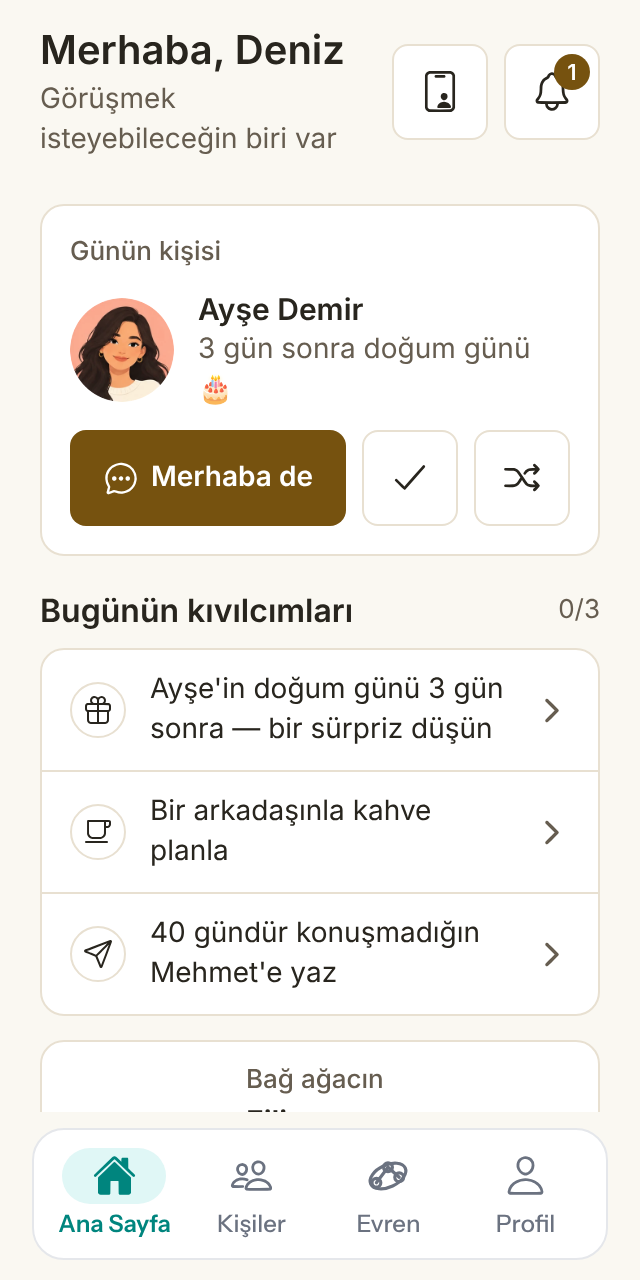 Merhaba, Deniz
Görüşmek
isteyebileceğin biri var
1
Günün kişisi
Ayşe Demir
3 gün sonra doğum günü
🎂
Merhaba de
Bugünün kıvılcımları
0/3
Ayşe'in doğum günü 3 gün
sonra — bir sürpriz düşün
Bir arkadaşınla kahve
planla
40 gündür konuşmadığın
Mehmet'e yaz
Bağ ağacın
Ana Sayfa
Kişiler
Evren
Profil